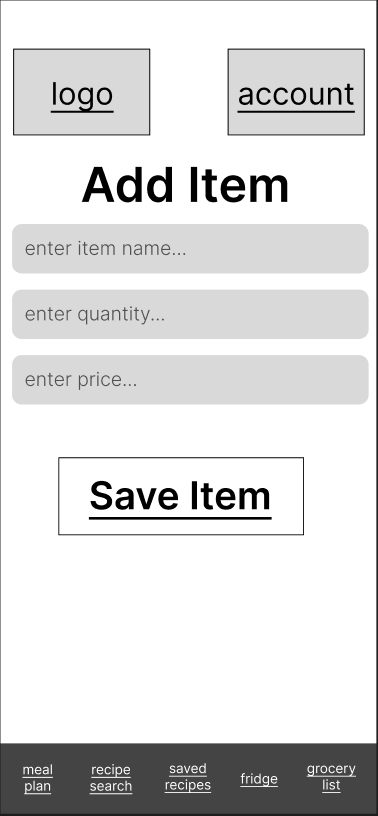 logo
account
Add Item
enter item name...
enter quantity...
enter price...
Save Item
meal
plan
recipe
search
saved
recipes
fridge
grocery
list